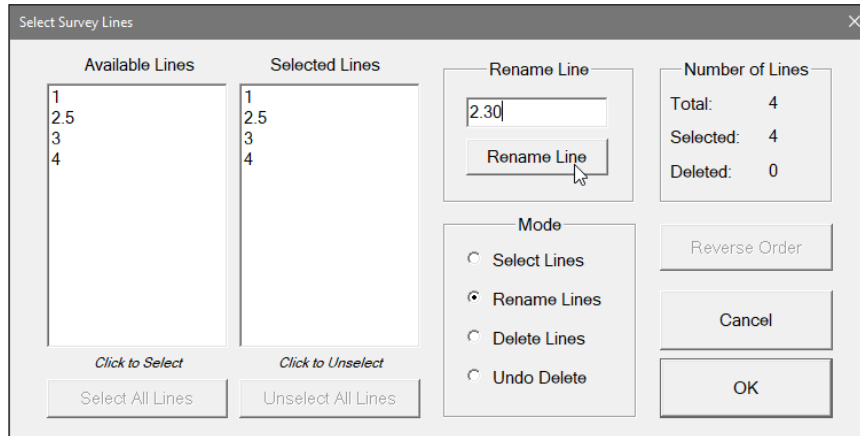 Select Survey Lines
Available Lines
1
2.5
3
4
Click to Select
Select All Lines
Selected Lines
1
2.5
3
4
Click to Unselect
Unselect All Lines
Rename Line
2.30
Rename Line
Mode
Select Lines
Rename Lines
Delete Lines
Undo Delete
Number of Lines
Total: 4
Selected: 4
Deleted: 0
Reverse Order
Cancel
OK